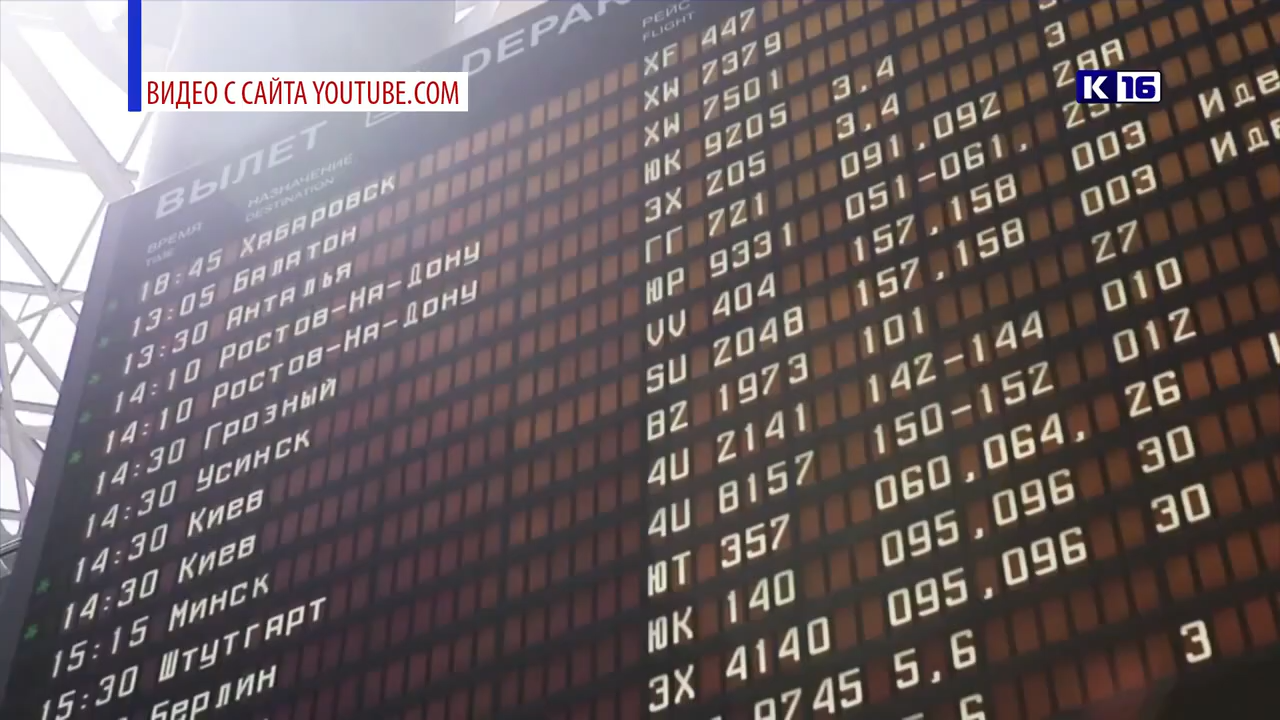 ВИДЕО С САЙТА YOUTUBE.COM
К 16
ВЫЛЕТ
ВРЕМЯ
TIME
НАЗНАЧЕНИЕ
DESTINATION
РЕЙС
FLIGHT
18:45 ХАБАРОВСК
13:05 БАЛАТОН
13:30 АНТАЛЬЯ
14:10 РОСТОВ-НА-ДОНУ
14:10 РОСТОВ-НА-ДОНУ
14:30 ГРОЗНЫЙ
14:30 УСИНСК
14:30 КИЕВ
14:30 КИЕВ
15:15 МИНСК
15:30 ШТУТГАРТ
БЕРЛИН
XF 447
XW 7379
XW 7501
ЮК 9205 3,4
ЗХ 205 3,4
ГГ 721 091,092
ЮР 9331 051-061,
VV 404 157,158
SU 2048 157,158
BZ 1973 101
4U 2141 142-144
4U 8157 150-152
ЮТ 357 060,064,
ЮК 140 095,096
ЗХ 4140 095,096
5,6
3
28A
003
003
27
010
012
26
30
30
3